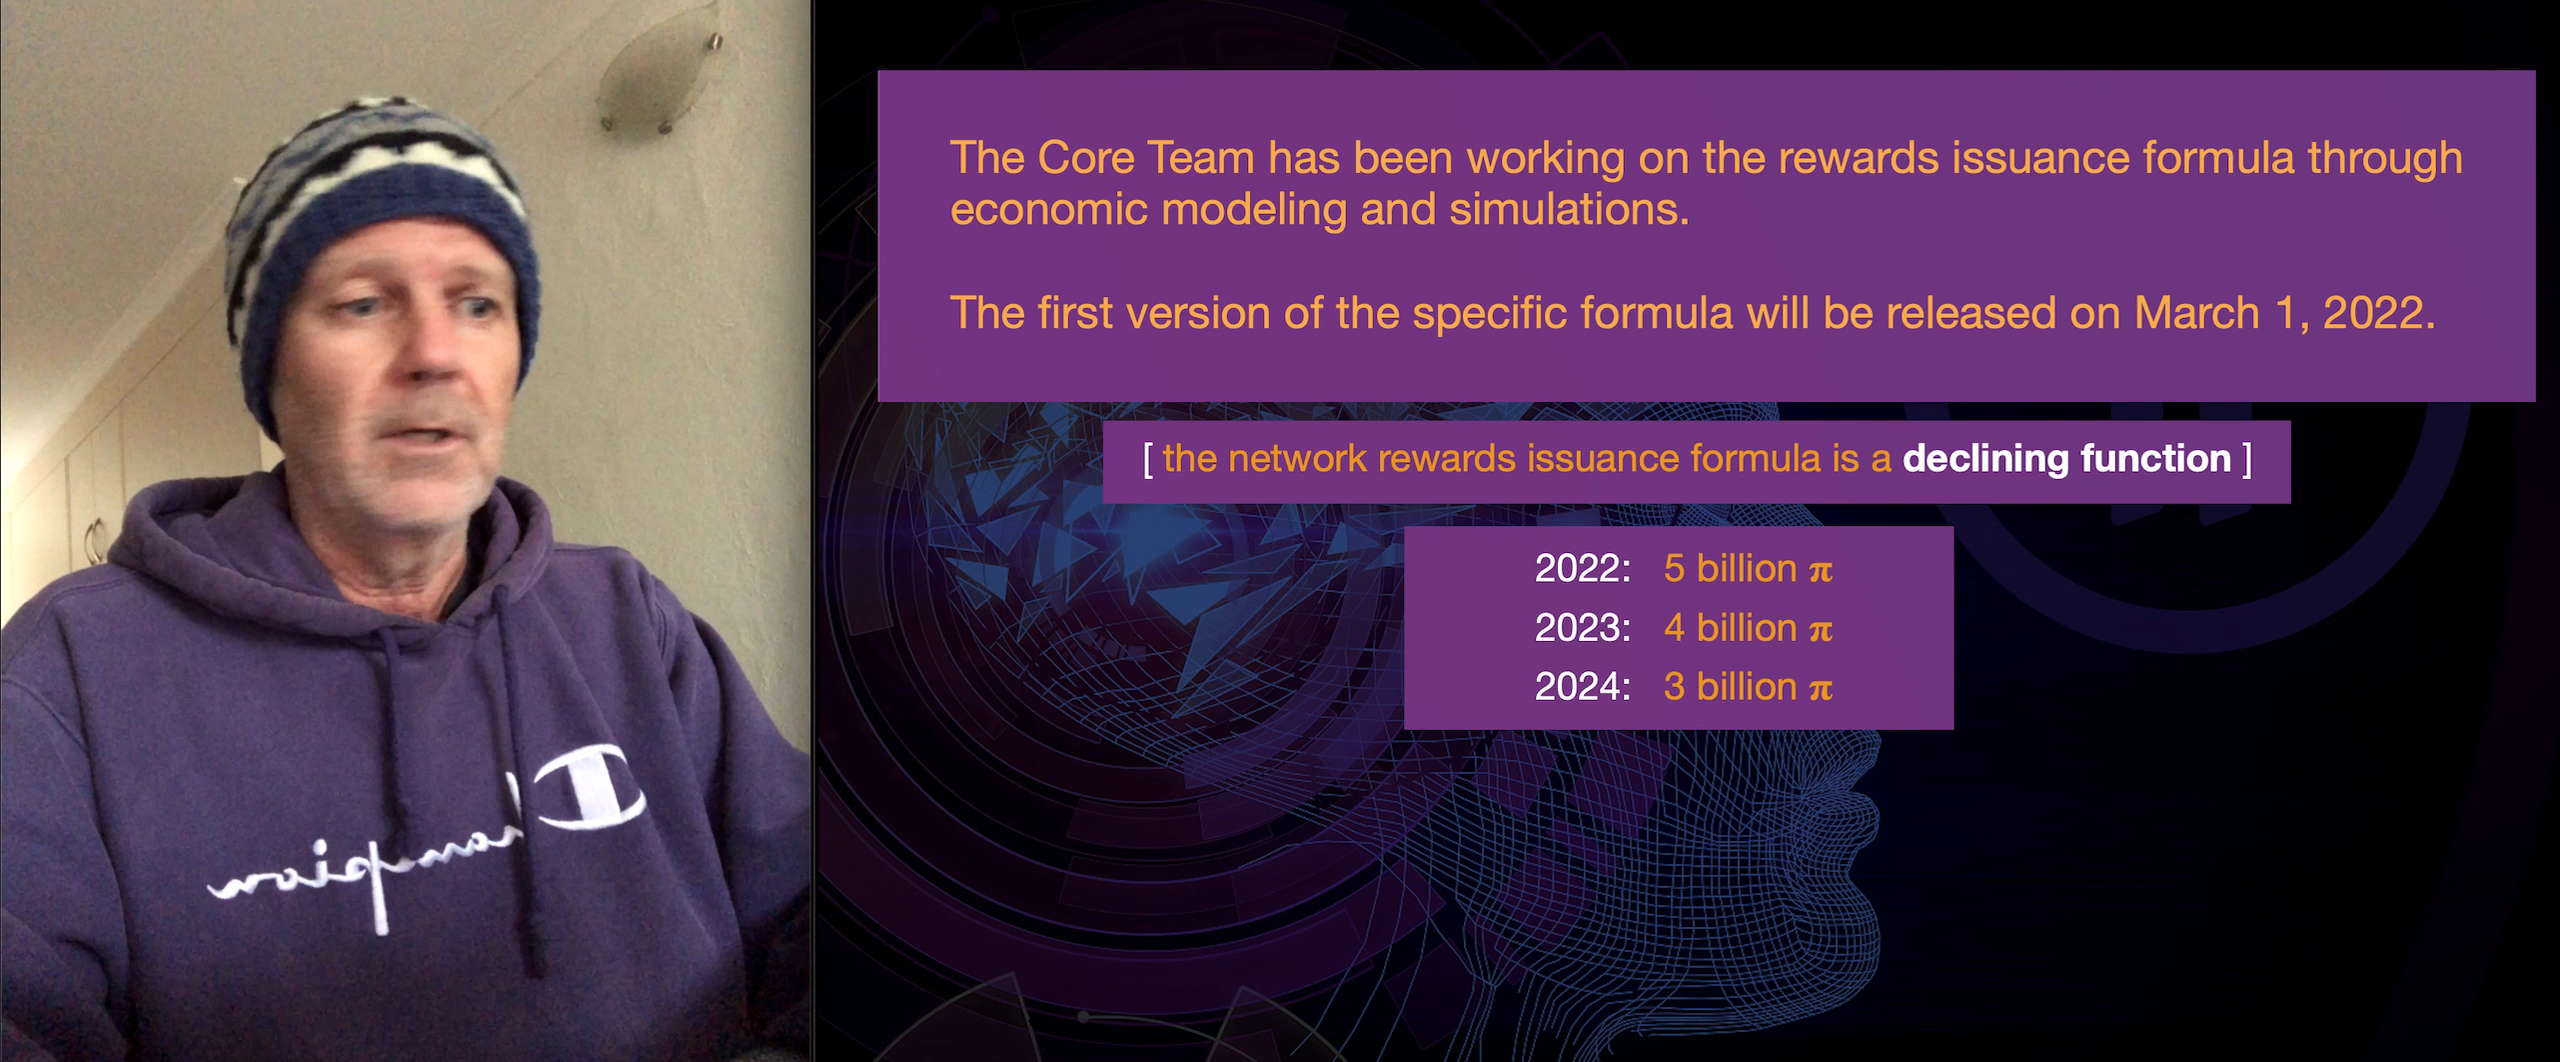 The Core Team has been working on the rewards issuance formula through
economic modeling and simulations.
The first version of the specific formula will be released on March 1, 2022.
[ the network rewards issuance formula is a declining function ]
2022: 5 billion π
2023: 4 billion π
2024: 3 billion π
Champion